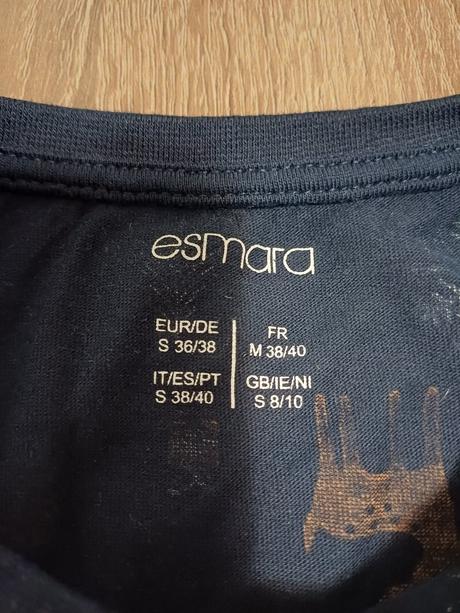 esmara
EUR/DE
S 36/38
FR
M 38/40
IT/ES/PT
S 38/40
GB/IE/NI
S 8/10